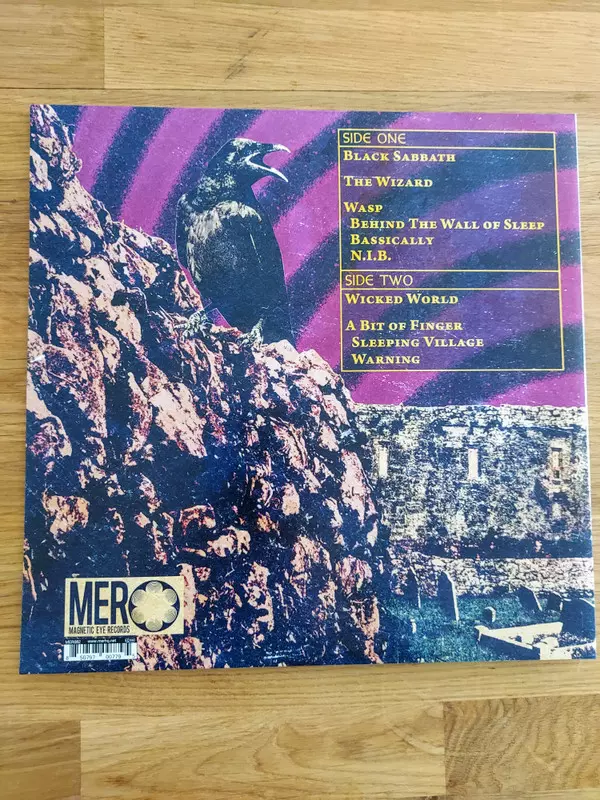 SIDE ONE
BLACK SABBATH
THE WIZARD
WASP
BEHIND THE WALL OF SLEEP
BASSICALLY
N.I.B.
SIDE TWO
WICKED WORLD
A BIT OF FINGER
SLEEPING VILLAGE
WARNING
MER
MAGNETIC EYE RECORDS